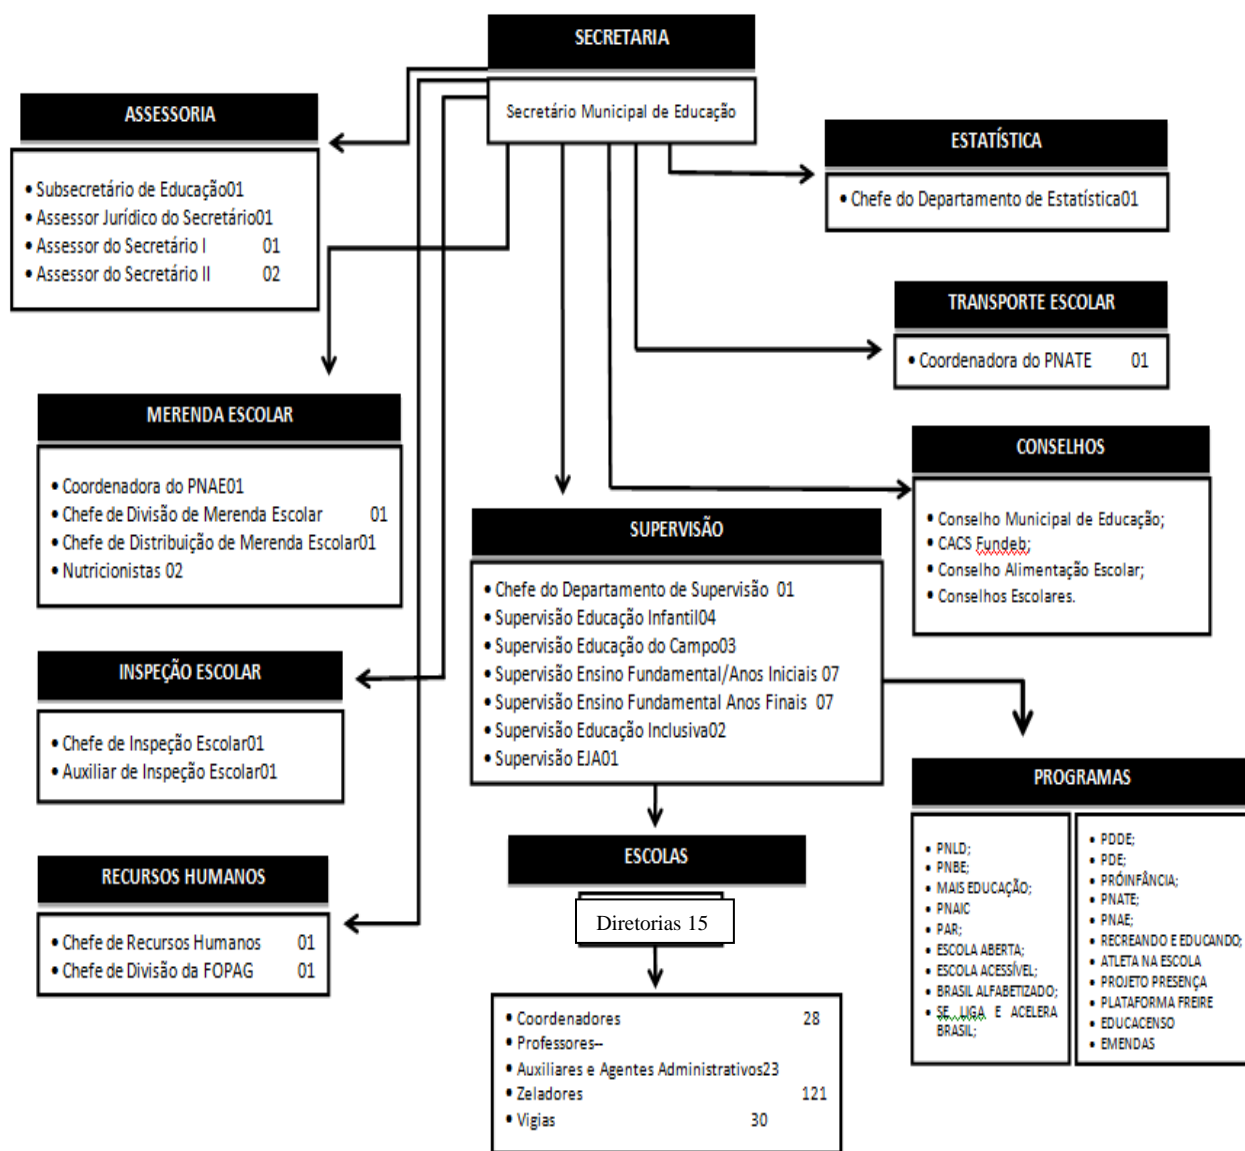 SECRETARIA
Secretário Municipal de Educação
ASSESSORIA
• Subsecretário de Educação01
• Assessor Jurídico do Secretário01
• Assessor do Secretário I 01
• Assessor do Secretário II 02
ESTATÍSTICA
• Chefe do Departamento de Estatística01
TRANSPORTE ESCOLAR
• Coordenadora do PNATE 01
MERENDA ESCOLAR
• Coordenadora do PNAE01
• Chefe de Divisão de Merenda Escolar 01
• Chefe de Distribuição de Merenda Escolar01
• Nutricionistas 02
CONSELHOS
• Conselho Municipal de Educação;
• CACS Fundeb;
• Conselho Alimentação Escolar;
• Conselhos Escolares.
SUPERVISÃO
• Chefe do Departamento de Supervisão 01
• Supervisão Educação Infantil04
• Supervisão Educação do Campo03
• Supervisão Ensino Fundamental/Anos Iniciais 07
• Supervisão Ensino Fundamental Anos Finais 07
• Supervisão Educação Inclusiva02
• Supervisão EJA01
INSPEÇÃO ESCOLAR
• Chefe de Inspeção Escolar01
• Auxiliar de Inspeção Escolar01
RECURSOS HUMANOS
• Chefe de Recursos Humanos 01
• Chefe de Divisão da FOPAG 01
ESCOLAS
Diretorias 15
• Coordenadores 28
• Professores--
• Auxiliares e Agentes Administrativos23
• Zeladores 121
• Vigias 30
PROGRAMAS
• PNLD;
• PNBE;
• MAIS EDUCAÇÃO;
• PNAIC
• PAR;
• ESCOLA ABERTA;
• ESCOLA ACESSÍVEL;
• BRASIL ALFABETIZADO;
• SE LIGA E ACELERA
BRASIL;
• PDDE;
• PDE;
• PRÓINFÂNCIA;
• PNATE;
• PNAE;
• RECREANDO E EDUCANDO;
• ATLETA NA ESCOLA
• PROJETO PRESENÇA
• PLATAFORMA FREIRE
• EDUCACENSO
• EMENDAS